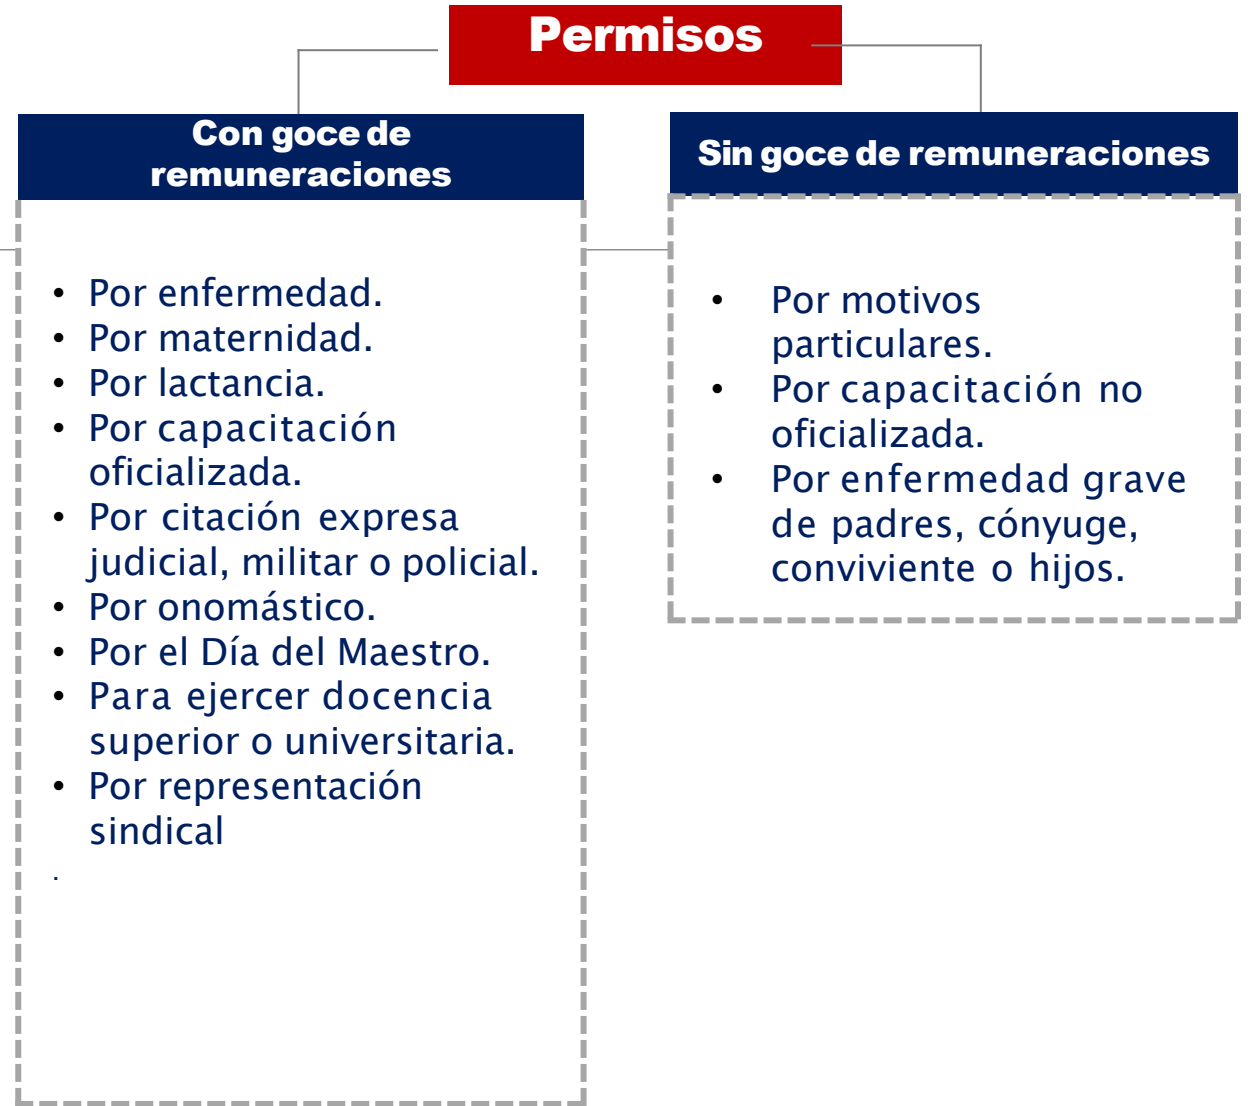 Permisos
Con goce de
remuneraciones
• Por enfermedad.
• Por maternidad.
• Por lactancia.
• Por capacitación
oficializada.
• Por citación expresa
judicial, militar o policial.
• Por onomástico.
• Por el Día del Maestro.
• Para ejercer docencia
superior o universitaria.
• Por representación
sindical
.
Sin goce de remuneraciones
• Por motivos
particulares.
• Por capacitación no
oficializada.
• Por enfermedad grave
de padres, cónyuge,
conviviente o hijos.